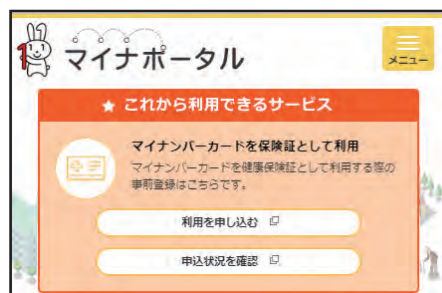 マイナポータル
メニュー
★ これから利用できるサービス
マイナンバーカードを保険証として利用
マイナンバーカードを健康保険証として利用する際の
事前登録はこちらです。
利用を申し込む
申込状況を確認